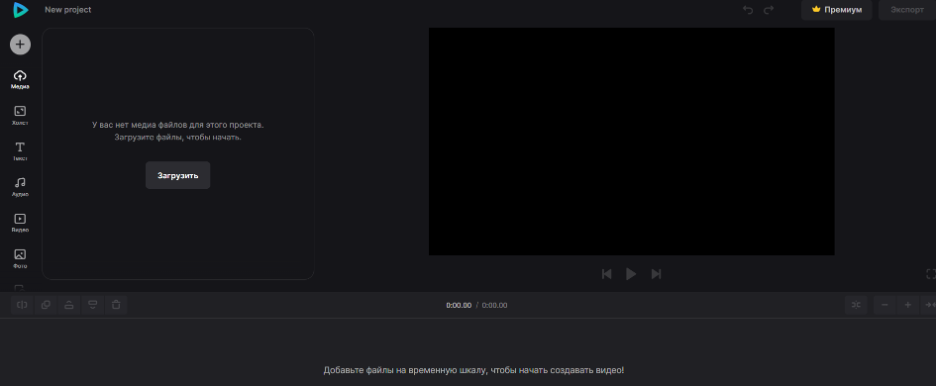 New project
Премиум
Экспорт
Медиа
Холст
Текст
Аудио
Видео
Фото
У вас нет медиа файлов для этого проекта.
Загрузите файлы, чтобы начать.
Загрузить
0:00.00 / 0:00.00
Добавьте файлы на временную шкалу, чтобы начать создавать видео!